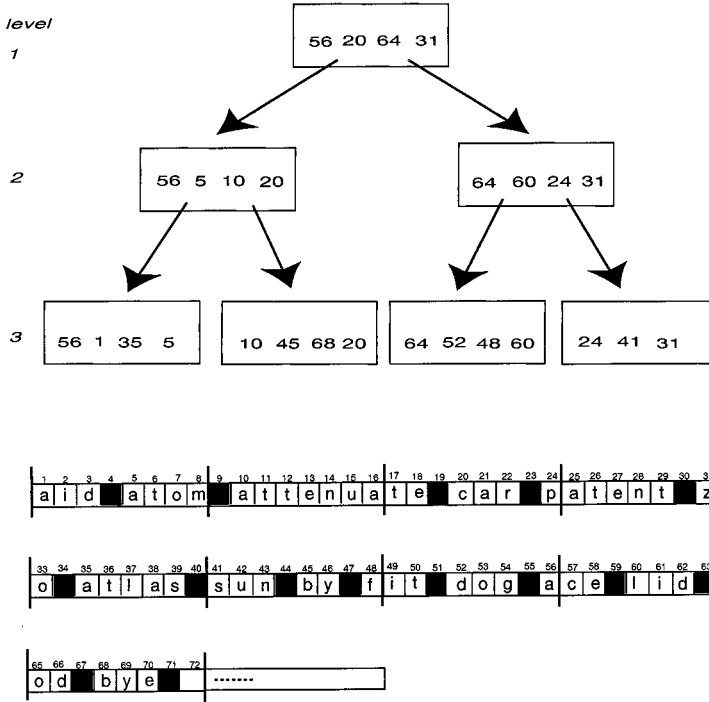 level
1
56 20 64 31
2
56 5 10 20
64 60 24 31
3
56 1 35 5
10 45 68 20
64 52 48 60
24 41 31
1 2 3 4 5 6 7 8 9 10 11 12 13 14 15 16 17 18 19 20 21 22 23 24 25 26 27 28 29 30 31
a i d a t o m a t t e n u a t e c a r p a t e n t z
33 34 35 36 37 38 39 40 41 42 43 44 45 46 47 48 49 50 51 52 53 54 55 56 57 58 59 60 61 62 63
o a t l a s s u n b y f i t d o g a c e l i d
65 66 67 68 69 70 71 72
o d b y e -------